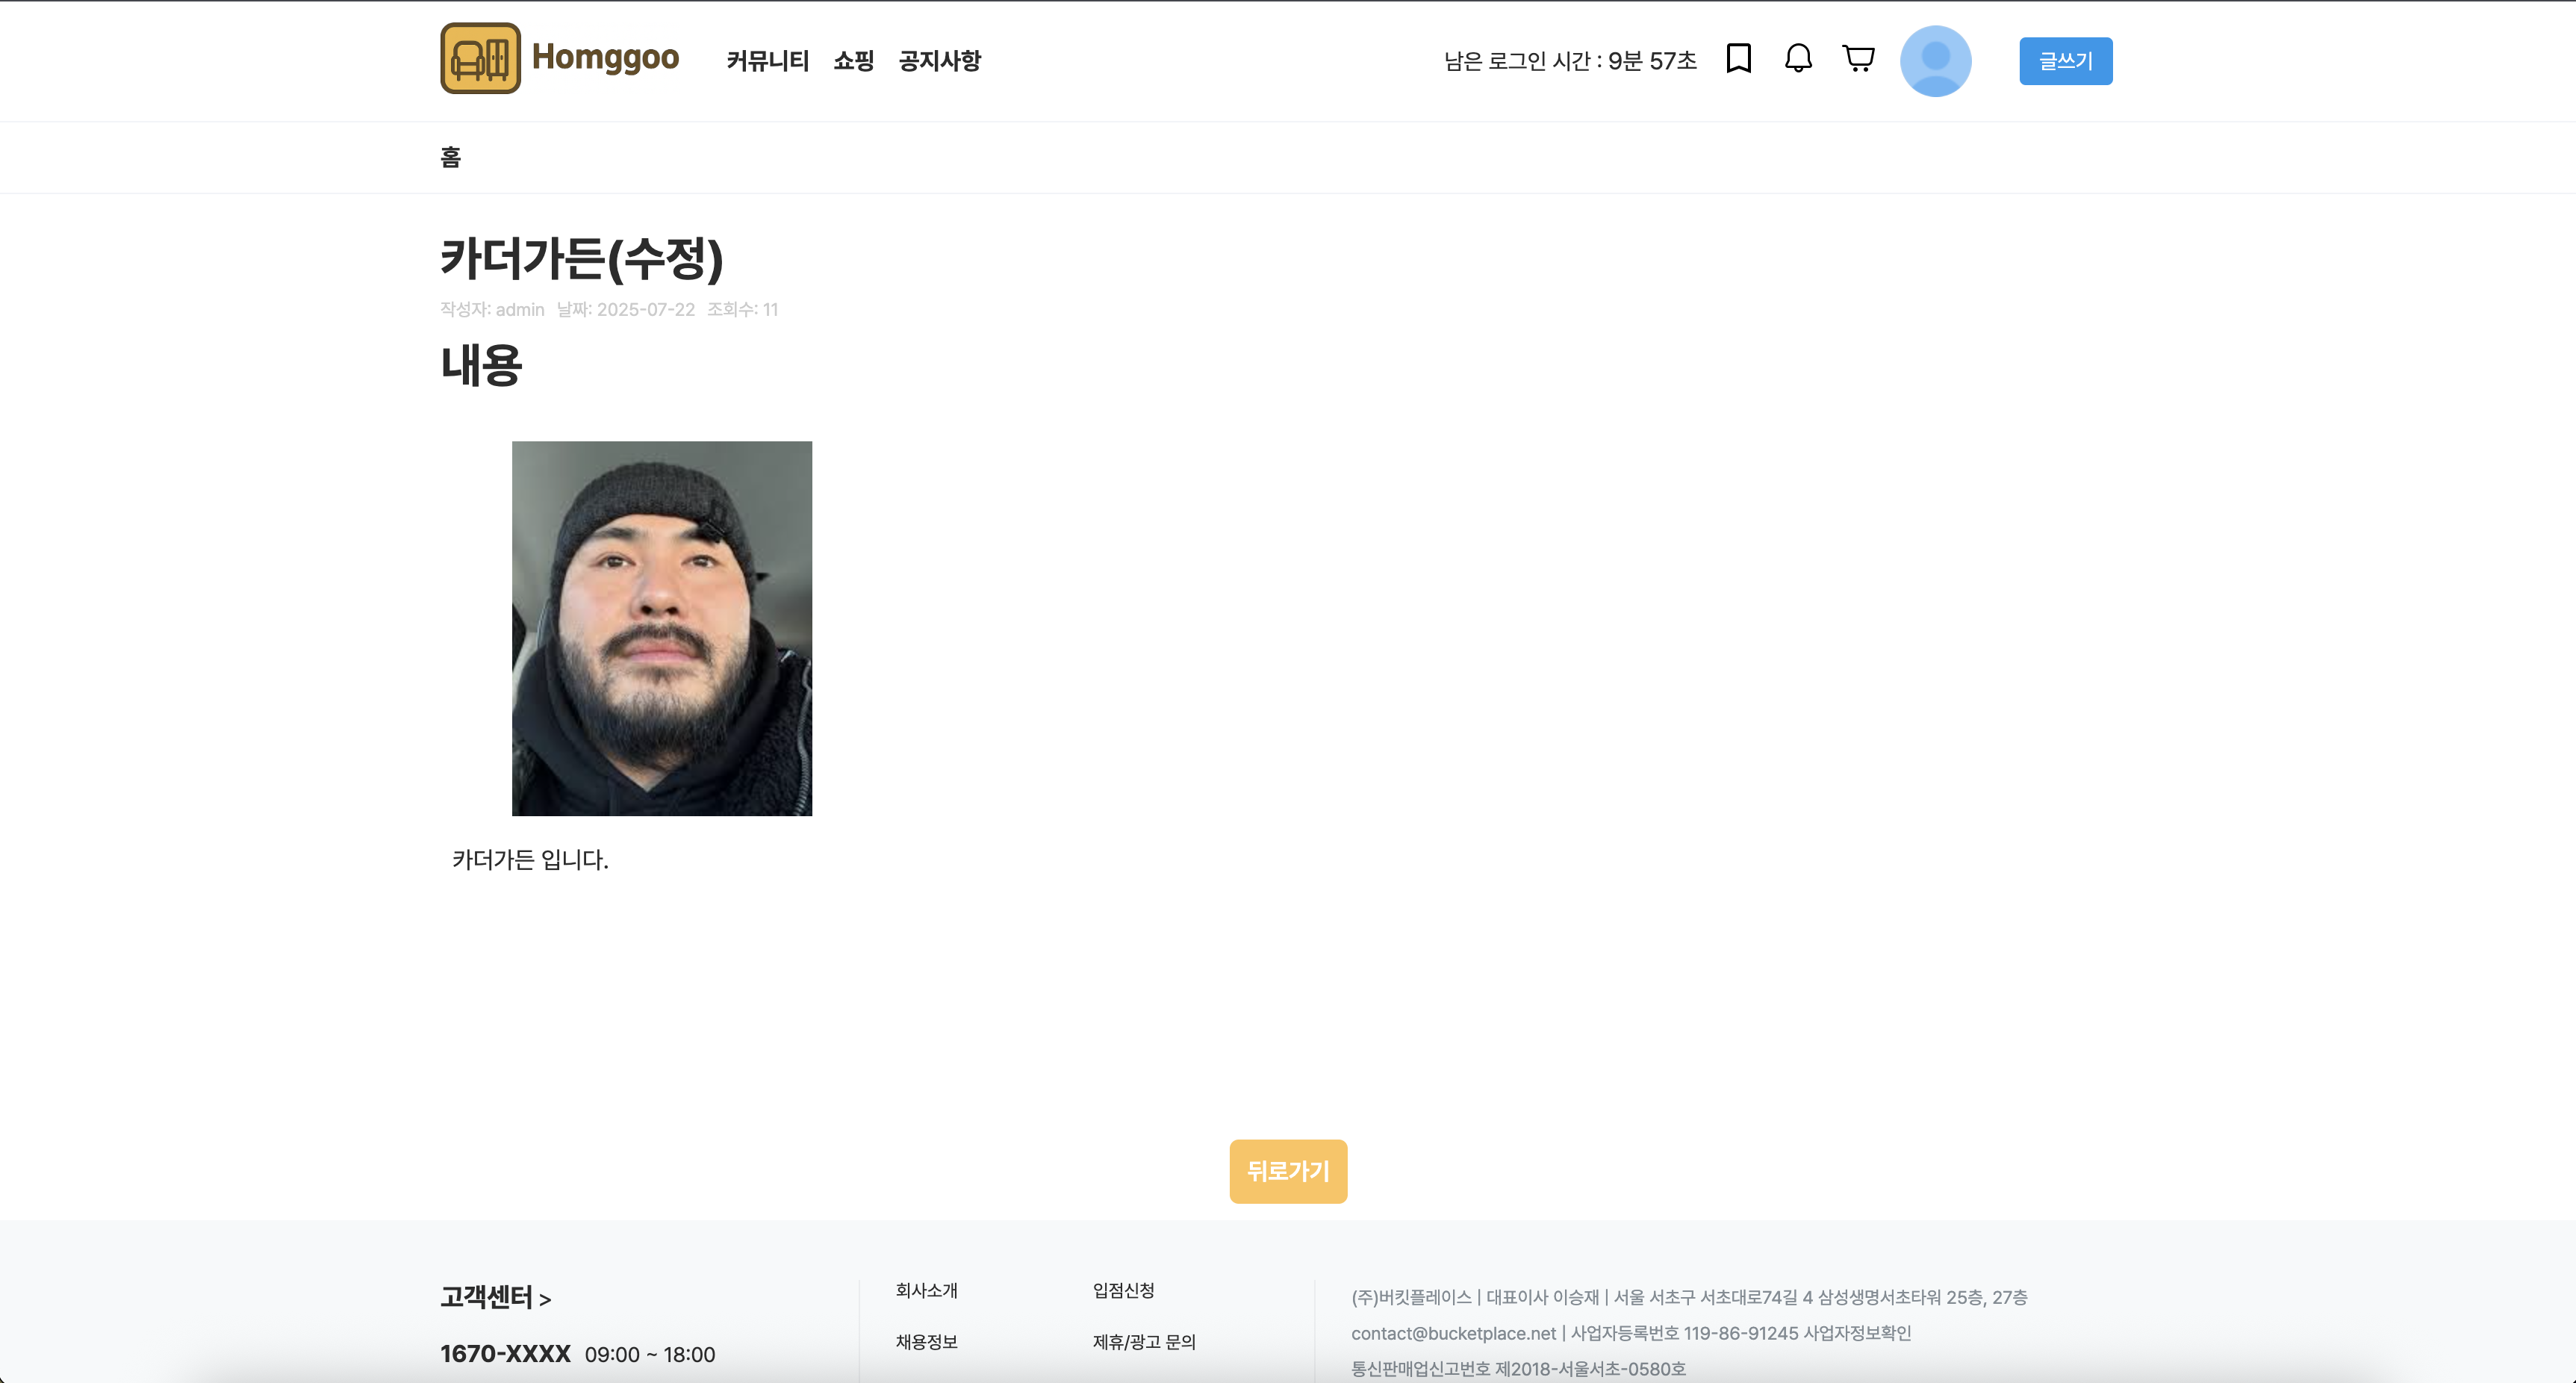 Homggoo 커뮤니티 쇼핑 공지사항 남은 로그인 시간 : 9분 57초 글쓰기
홈
카더가든(수정)
작성자: admin 날짜: 2025-07-22 조회수: 11
내용
카더가든 입니다.
뒤로가기
고객센터 >
1670-XXXX 09:00 ~ 18:00
회사소개 입점신청
채용정보 제휴/광고 문의
(주)버킷플레이스 | 대표이사 이승재 | 서울 서초구 서초대로74길 4 삼성생명서초타워 25층, 27층
contact@bucketplace.net | 사업자등록번호 119-86-91245 사업자정보확인
통신판매업신고번호 제2018-서울서초-0580호